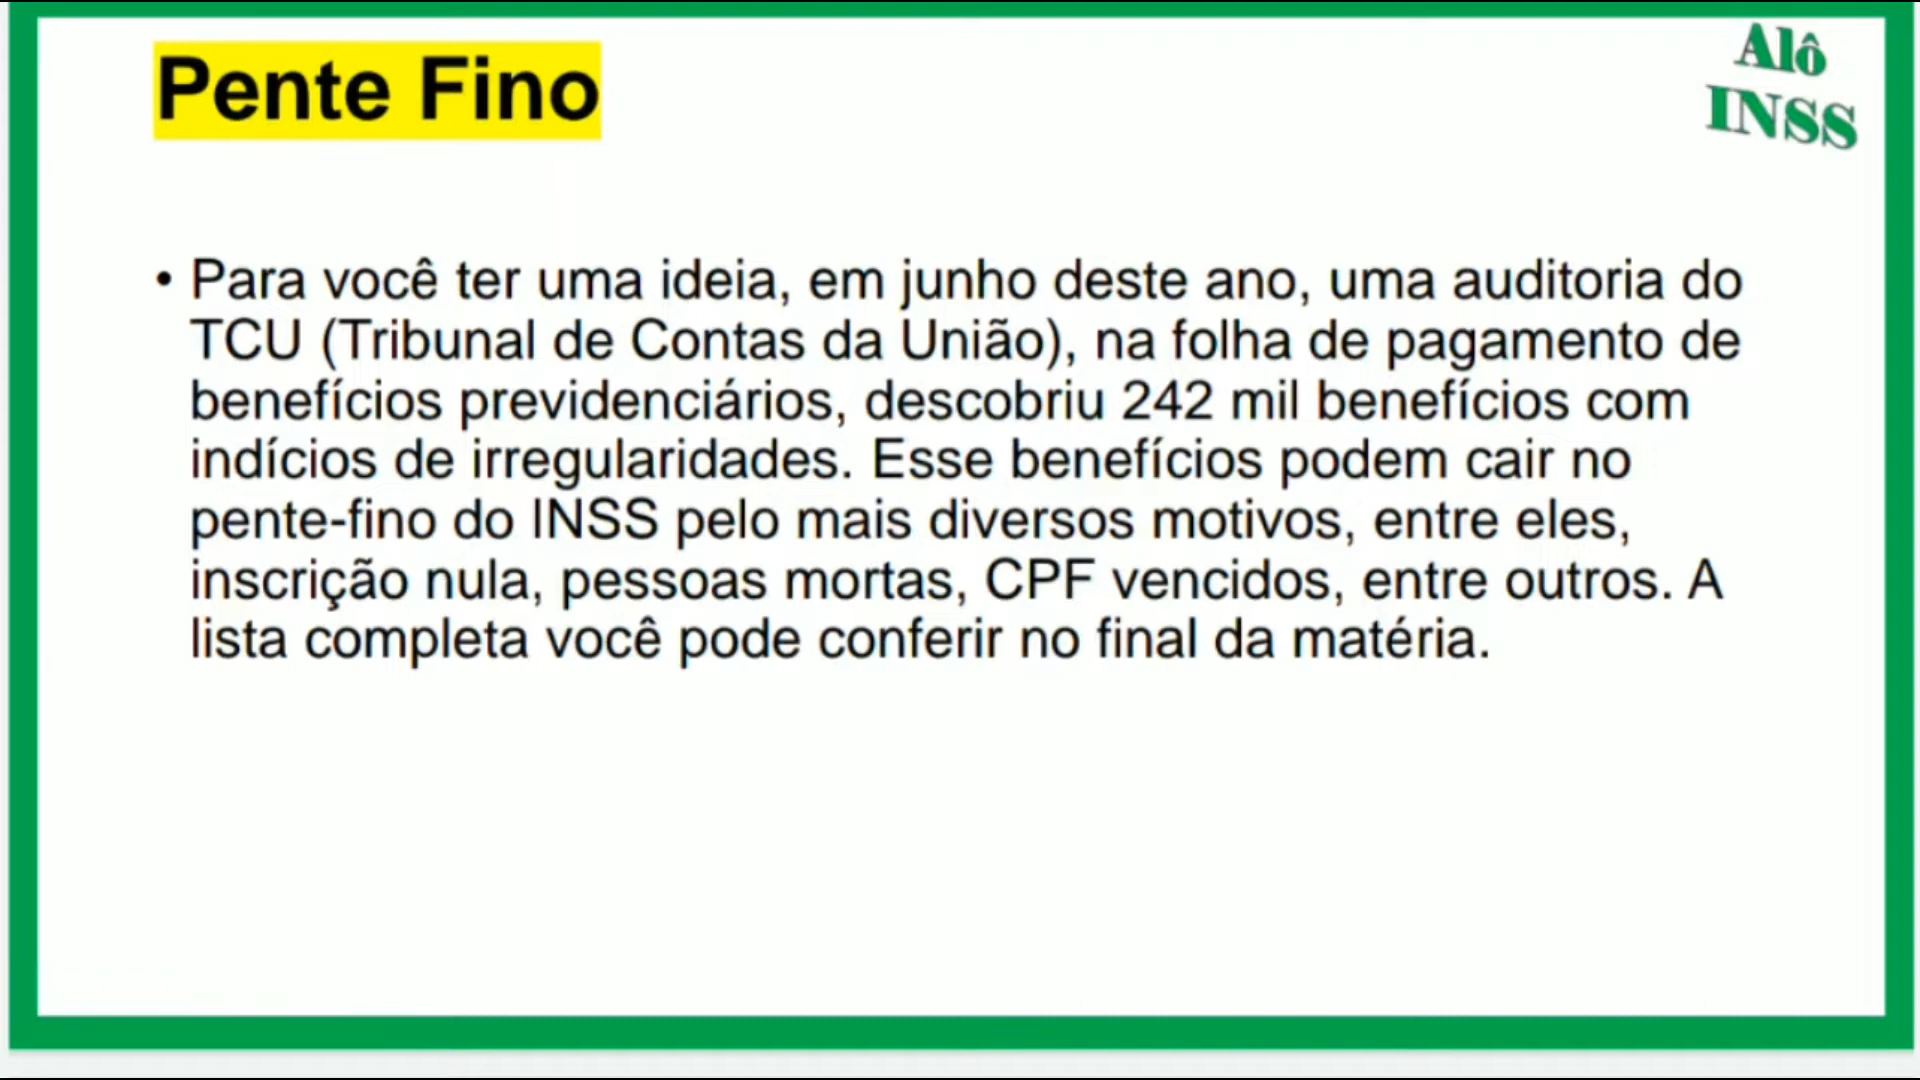 Pente Fino
Alô
INSS
• Para você ter uma ideia, em junho deste ano, uma auditoria do
TCU (Tribunal de Contas da União), na folha de pagamento de
benefícios previdenciários, descobriu 242 mil benefícios com
indícios de irregularidades. Esse benefícios podem cair no
pente-fino do INSS pelo mais diversos motivos, entre eles,
inscrição nula, pessoas mortas, CPF vencidos, entre outros. A
lista completa você pode conferir no final da matéria.